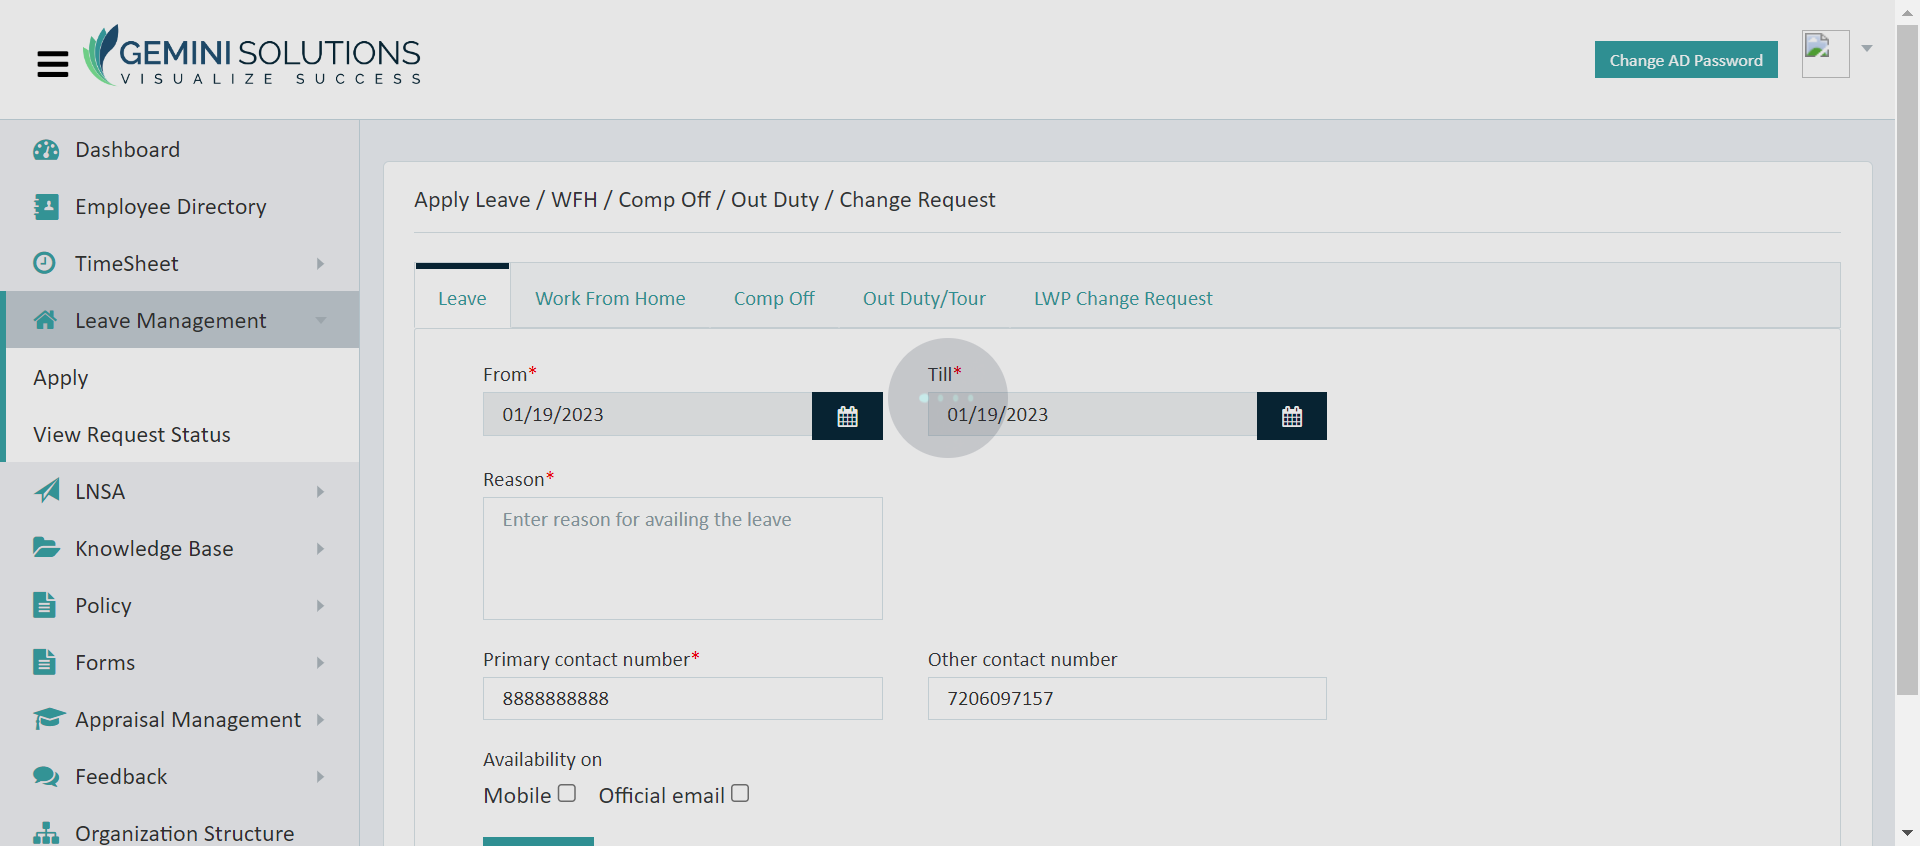 GEMINI SOLUTIONS
VISUALIZE SUCCESS
Change AD Password
Dashboard
Employee Directory
TimeSheet
Leave Management
Apply
View Request Status
LNSA
Knowledge Base
Policy
Forms
Appraisal Management
Feedback
Organization Structure
Apply Leave / WFH / Comp Off / Out Duty / Change Request
Leave Work From Home Comp Off Out Duty/Tour LWP Change Request
From* Till*
01/19/2023 01/19/2023
Reason*
Enter reason for availing the leave
Primary contact number* Other contact number
8888888888 7206097157
Availability on
Mobile Official email